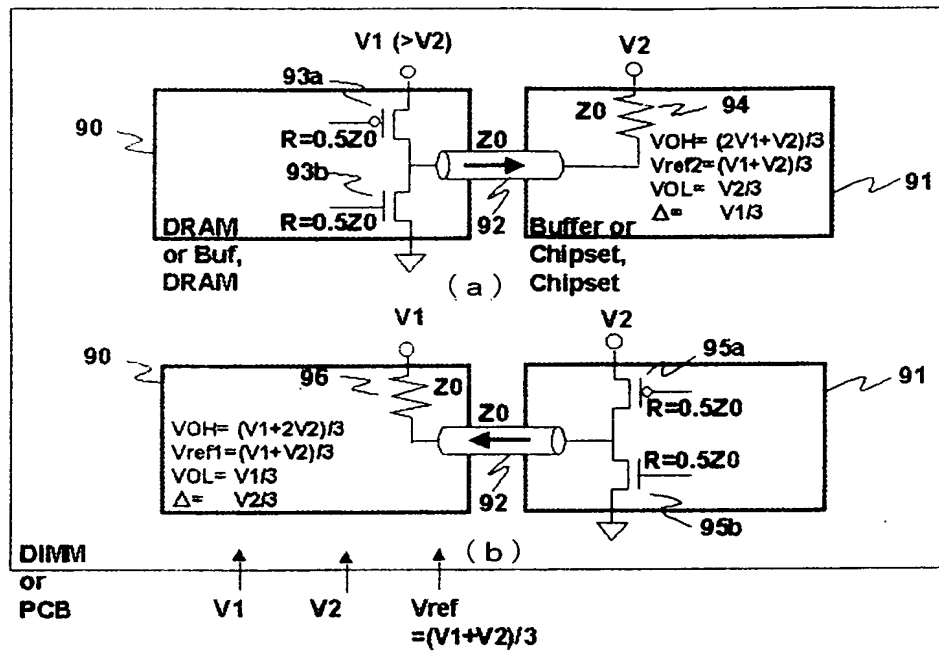 V1 (>V2)
V2
93a
90
R=0.5Z0
93b
R=0.5Z0
Z0
92
Z0
94
VOH= (2V1+V2)/3
Vref2=(V1+V2)/3
VOL= V2/3
Δ= V1/3
91
DRAM
or Buf,
DRAM
Buffer or
Chipset,
Chipset
(a)
V1
V2
90
96
Z0
Z0
95a
91
R=0.5Z0
R=0.5Z0
VOH= (V1+2V2)/3
Vref1=(V1+V2)/3
VOL= V1/3
Δ= V2/3
92
95b
(b)
DIMM
or
PCB
V1
V2
Vref
=(V1+V2)/3